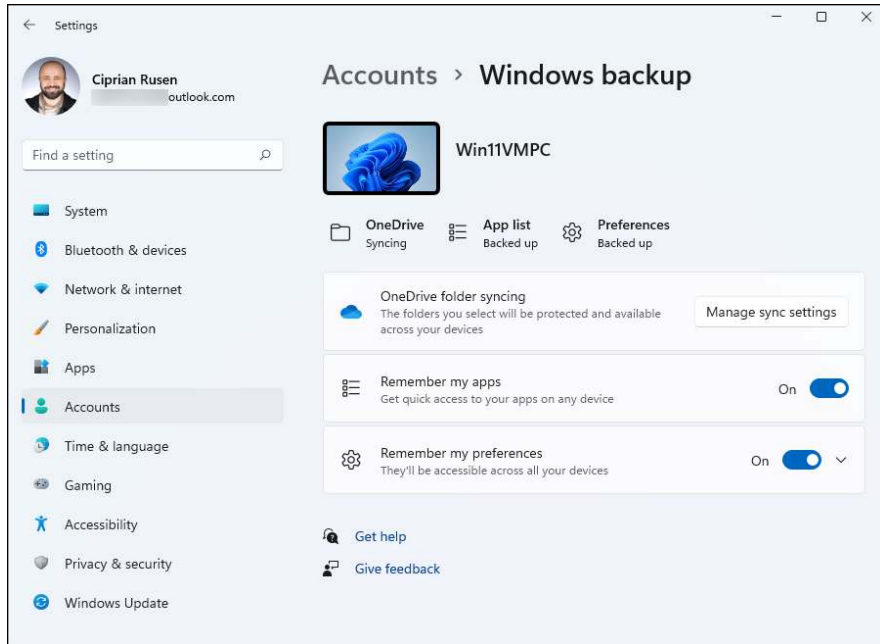 Settings
Ciprian Rusen
outlook.com
Find a setting
System
Bluetooth & devices
Network & internet
Personalization
Apps
Accounts
Time & language
Gaming
Accessibility
Privacy & security
Windows Update
Accounts > Windows backup
Win11VMPC
OneDrive
Syncing
App list
Backed up
Preferences
Backed up
OneDrive folder syncing
The folders you select will be protected and available
across your devices
Manage sync settings
Remember my apps
Get quick access to your apps on any device
On
Remember my preferences
They'll be accessible across all your devices
On
Get help
Give feedback